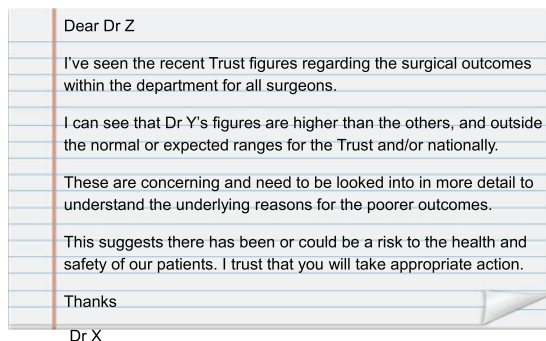 Dear Dr Z
I've seen the recent Trust figures regarding the surgical outcomes
within the department for all surgeons.
I can see that Dr Y's figures are higher than the others, and outside
the normal or expected ranges for the Trust and/or nationally.
These are concerning and need to be looked into in more detail to
understand the underlying reasons for the poorer outcomes.
This suggests there has been or could be a risk to the health and
safety of our patients. I trust that you will take appropriate action.
Thanks
Dr X